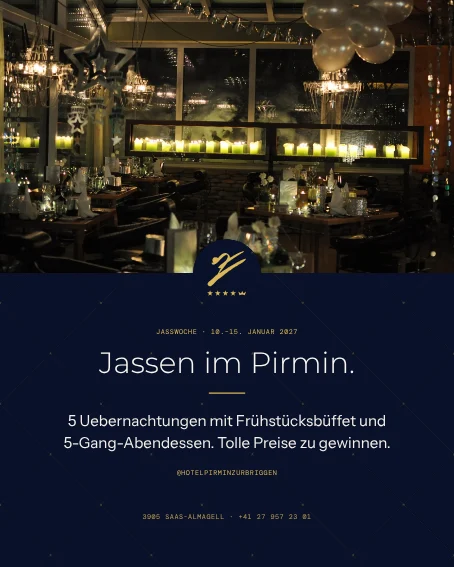 JASSWOCHE · 10.–15. JANUAR 2027
Jassen im Pirmin.
5 Uebernachtungen mit Frühstücksbüffet und
5-Gang-Abendessen. Tolle Preise zu gewinnen.
@HOTELPIRMINZURBRIGGEN
3905 SAAS-ALMAGELL · +41 27 957 23 01